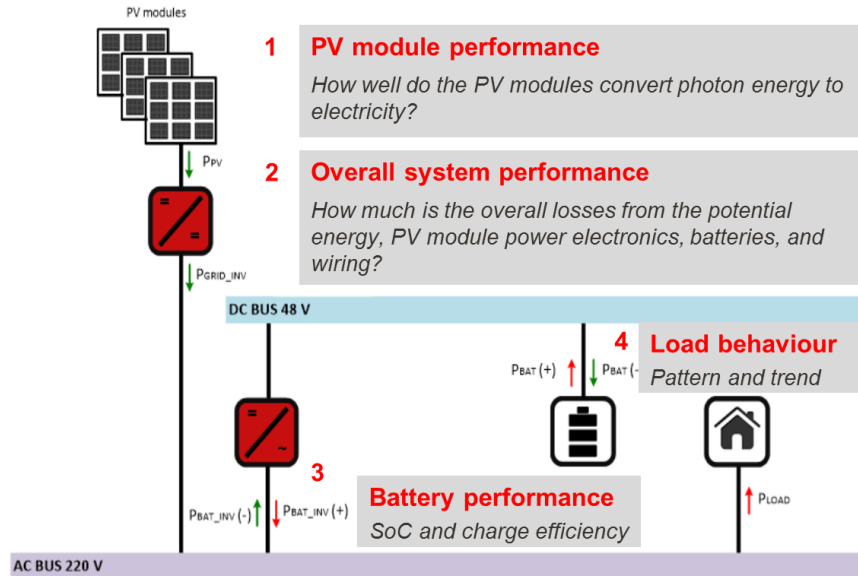 PV modules
1 PV module performance
How well do the PV modules convert photon energy to
electricity?
PPV
2 Overall system performance
How much is the overall losses from the potential
energy, PV module power electronics, batteries, and
wiring?
PGRID_INV
DC BUS 48 V
4 Load behaviour
Pattern and trend
PBAT (+)
PBAT (-
3 Battery performance
SoC and charge efficiency
PBAT_INV (-)
PBAT_INV (+)
PLOAD
AC BUS 220 V